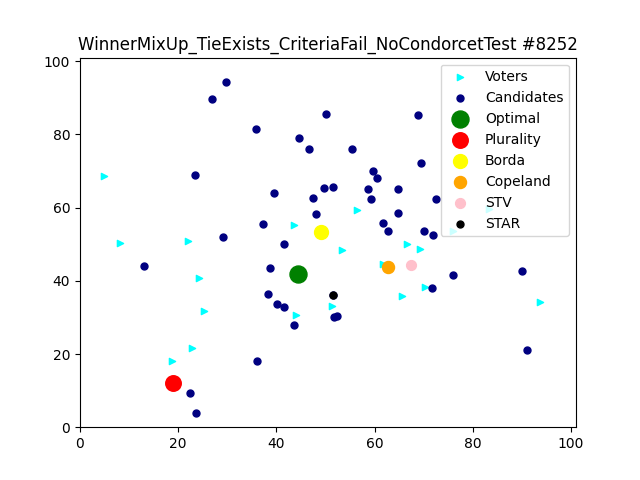 WinnerMixUp_TieExists_CriteriaFail_NoCondorcetTest #8252
100
80
60
40
20
0
0 20 40 60 80 100
Voters
Candidates
Optimal
Plurality
Borda
Copeland
STV
STAR